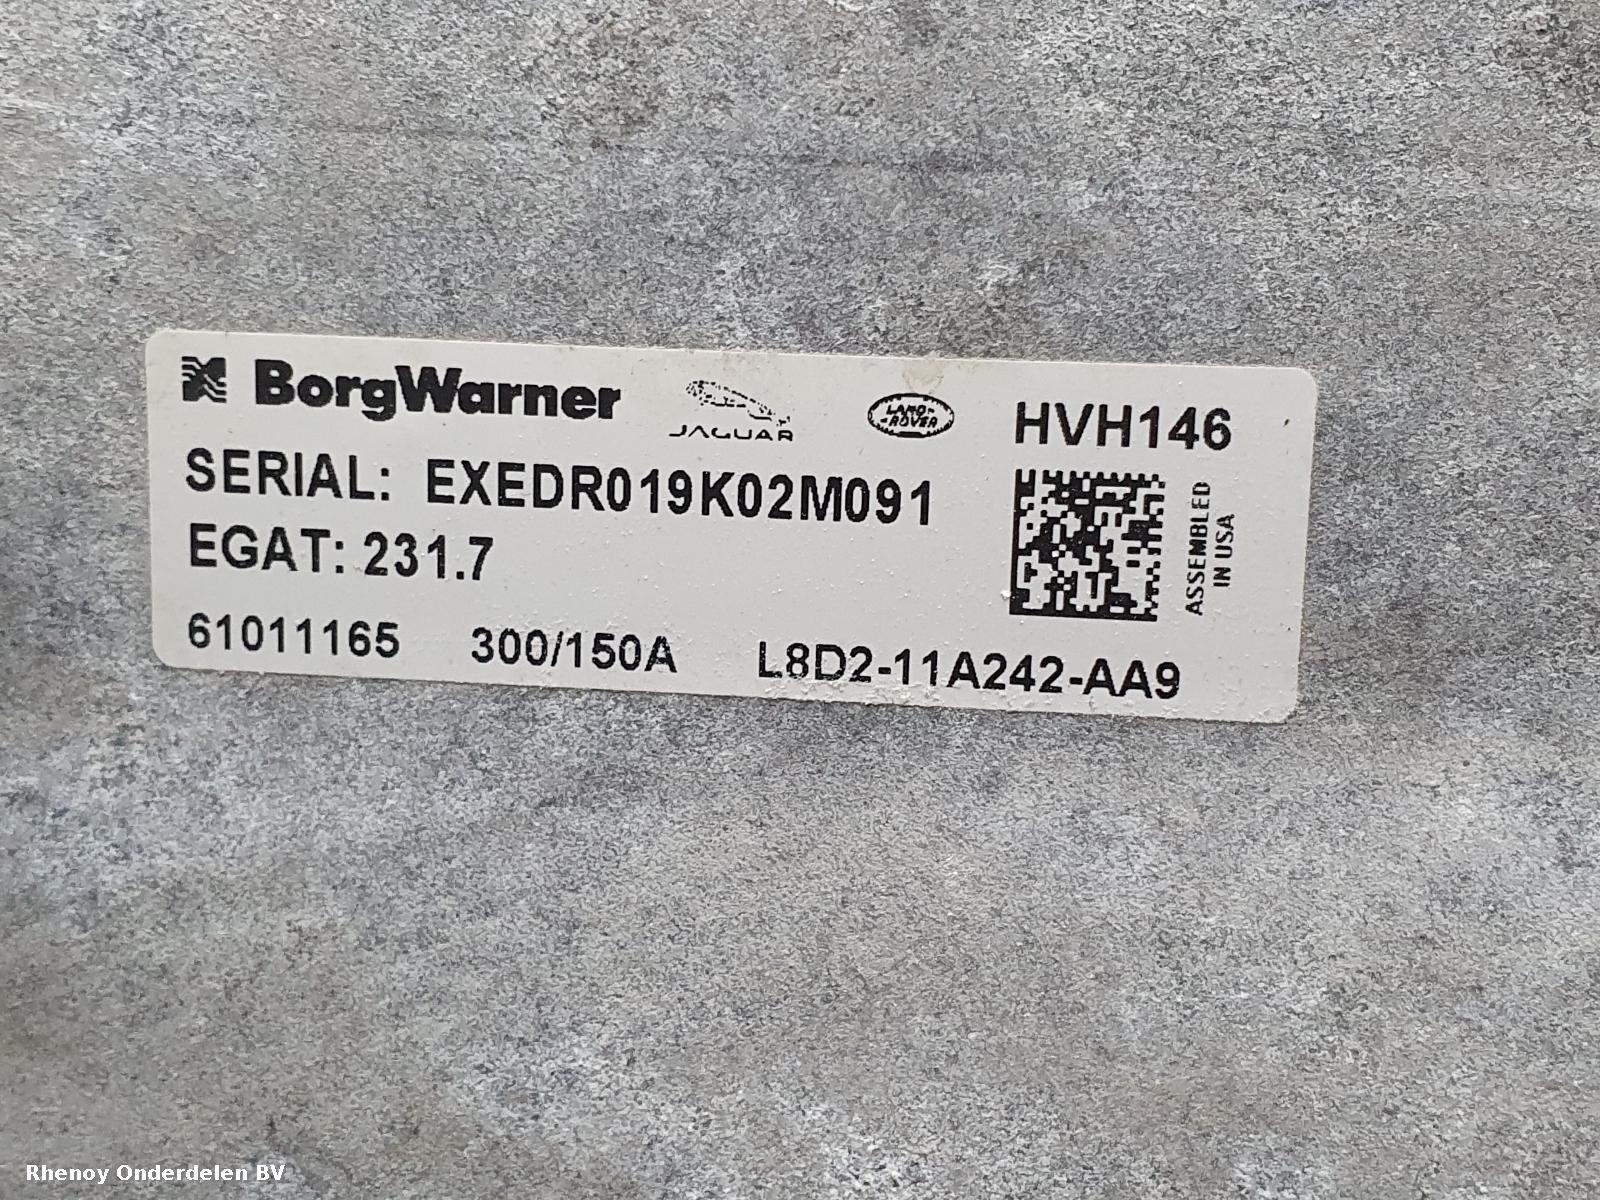 BorgWarner JAGUAR LAND-ROVER HVH146
SERIAL: EXEDR019K02M091
EGAT: 231.7
ASSEMBLED
IN USA
61011165 300/150A L8D2-11A242-AA9
Rhenoy Onderdelen BV